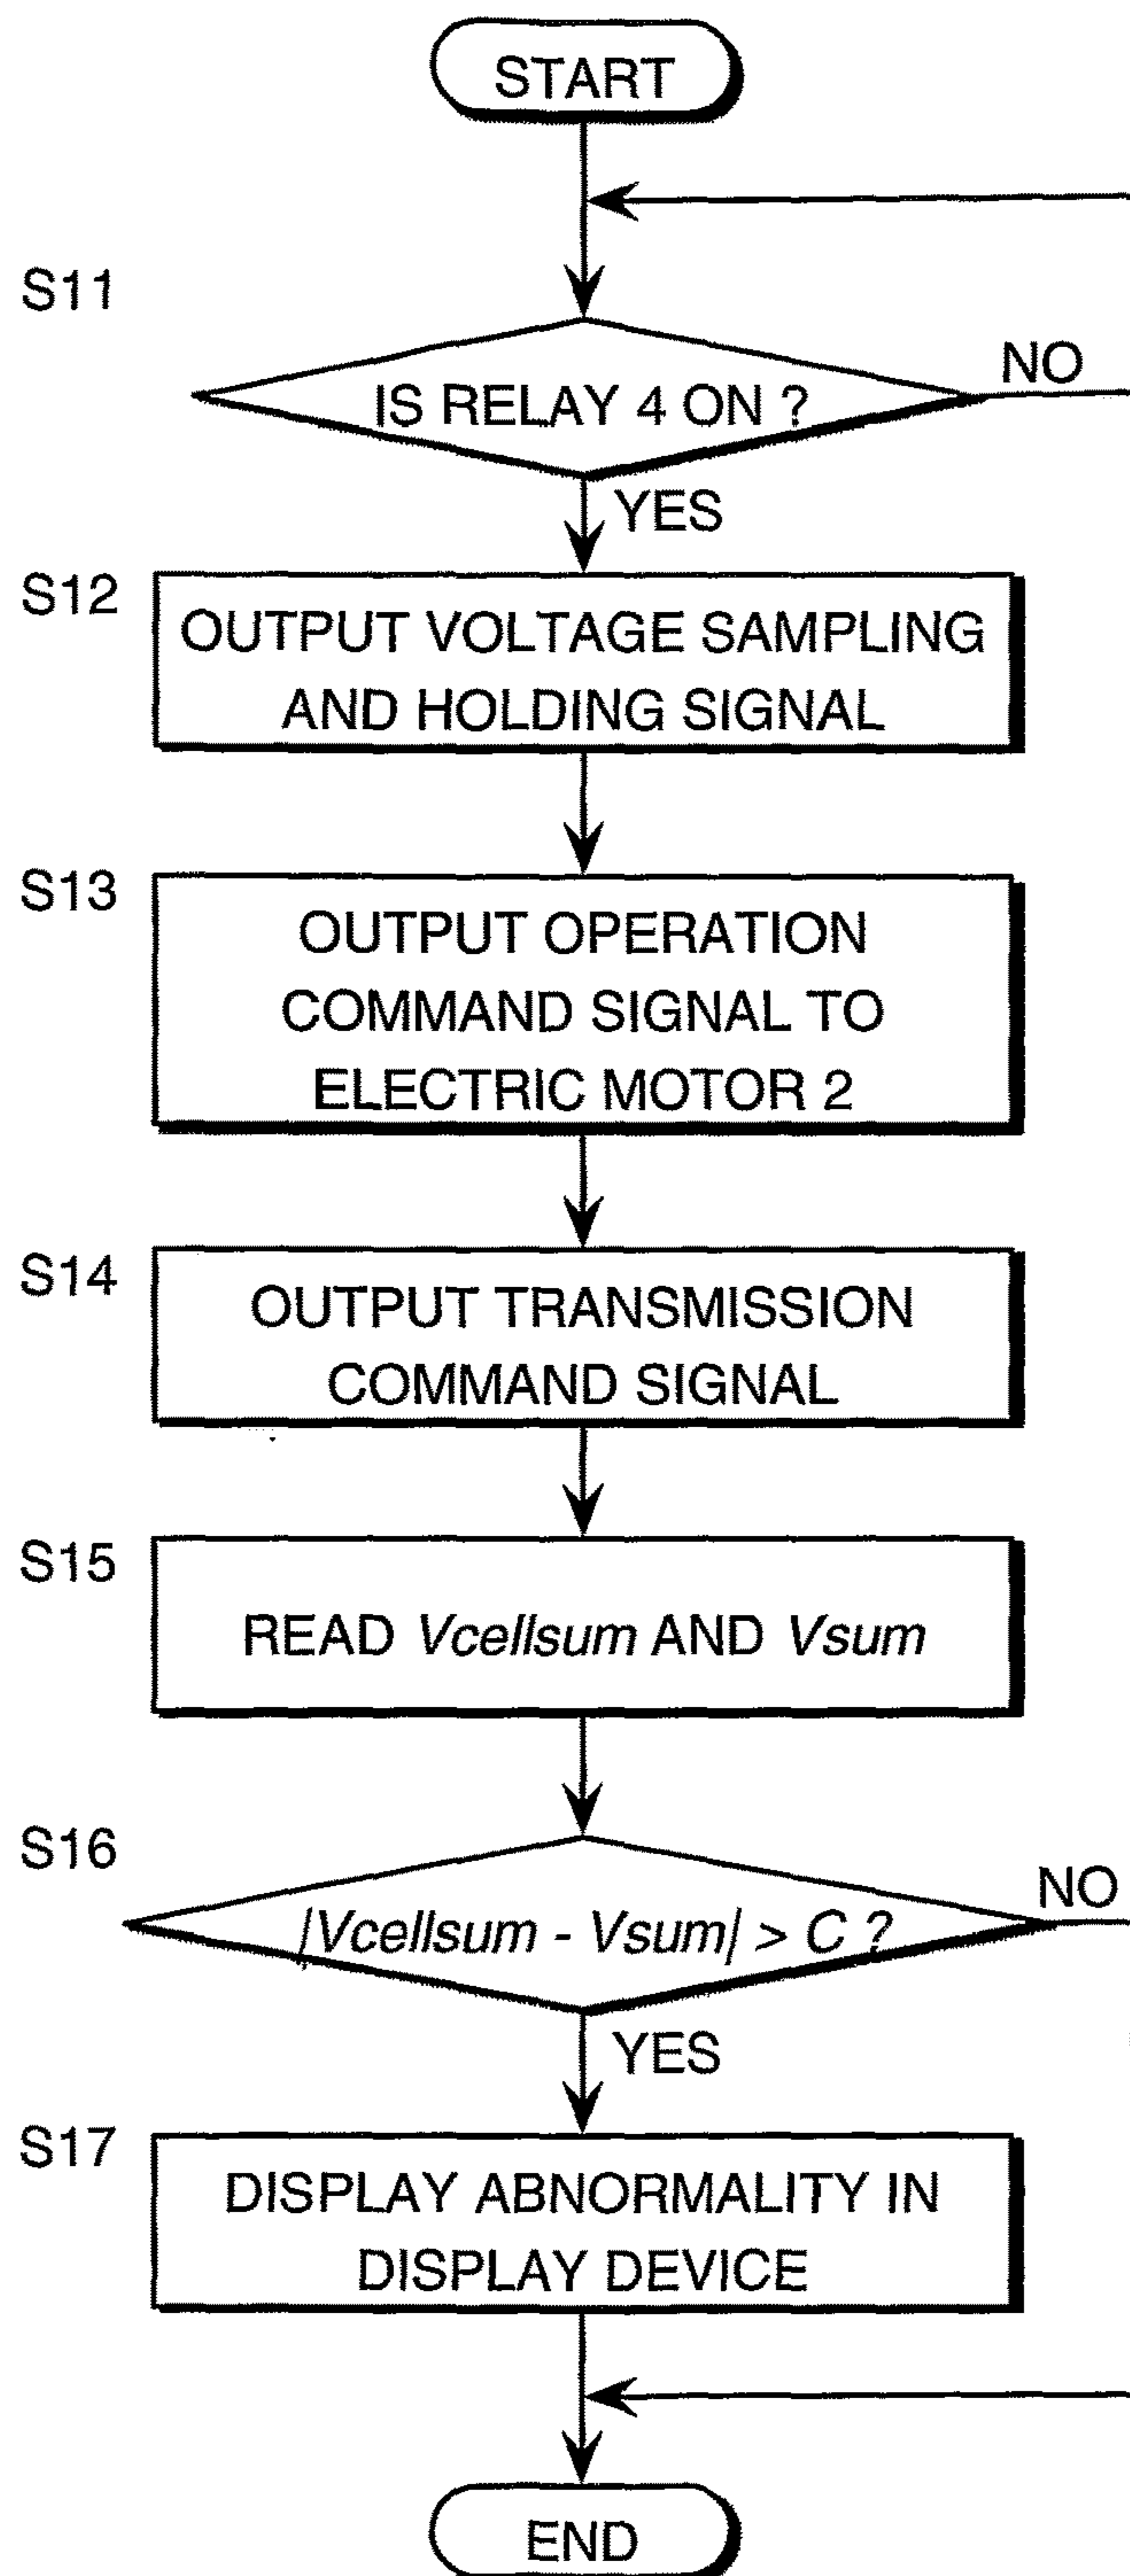 START
S11
IS RELAY 4 ON ?
NO
YES
S12
OUTPUT VOLTAGE SAMPLING
AND HOLDING SIGNAL
S13
OUTPUT OPERATION
COMMAND SIGNAL TO
ELECTRIC MOTOR 2
S14
OUTPUT TRANSMISSION
COMMAND SIGNAL
S15
READ Vcellsum AND Vsum
S16
|Vcellsum - Vsum| > C ?
NO
YES
S17
DISPLAY ABNORMALITY IN
DISPLAY DEVICE
END